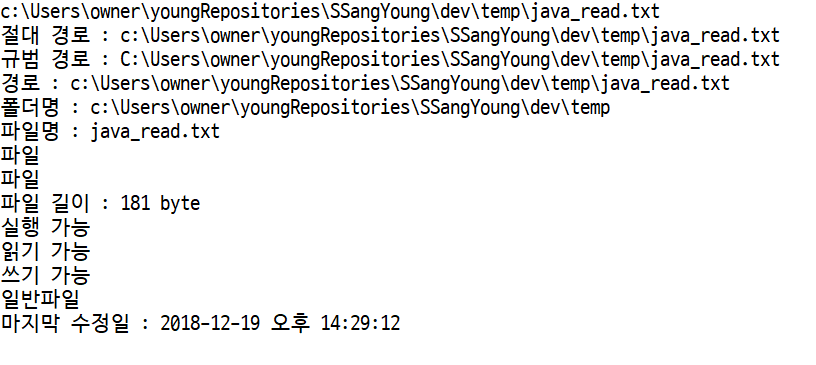 c:\Users\owner\youngRepositories\SSangYoung\dev\temp\java_read.txt
절대 경로 : c:\Users\owner\youngRepositories\SSangYoung\dev\temp\java_read.txt
규범 경로 : C:\Users\owner\youngRepositories\SSangYoung\dev\temp\java_read.txt
경로 : c:\Users\owner\youngRepositories\SSangYoung\dev\temp\java_read.txt
폴더명 : c:\Users\owner\youngRepositories\SSangYoung\dev\temp
파일명 : java_read.txt
파일
파일
파일 길이 : 181 byte
실행 가능
읽기 가능
쓰기 가능
일반파일
마지막 수정일 : 2018-12-19 오후 14:29:12